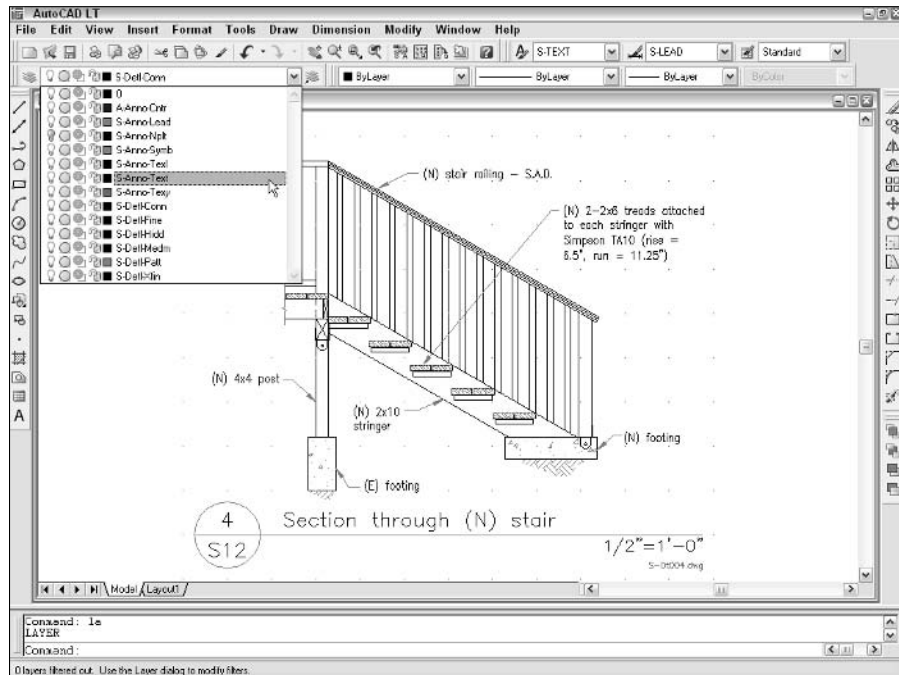 AutoCAD LT
File Edit View Insert Format Tools Draw Dimension Modify Window Help
S-TEXT S-LEAD Standard
S-Detl-Conn ByLayer ByLayer ByLayer ByColor
0
A-Anno-Cntr
S-Anno-Lead
S-Anno-Nplt
S-Anno-Symb
S-Anno-Texl
S-Anno-Text
S-Anno-Texy
S-Detl-Conn
S-Detl-Fine
S-Detl-Hidd
S-Detl-Medm
S-Detl-Patt
S-Detl-Xlin
(N) stair railing – S.A.D.
(N) 2–2x6 treads attached
to each stringer with
Simpson TA10 (rise =
6.5", run = 11.25")
(N) 4x4 post
(N) 2x10
stringer
(N) footing
(E) footing
4
S12
Section through (N) stair
1/2"=1'-0"
Model Layout1
Command: la
LAYER
Command:
0 layers filtered out. Use the Layer dialog to modify filters.
A